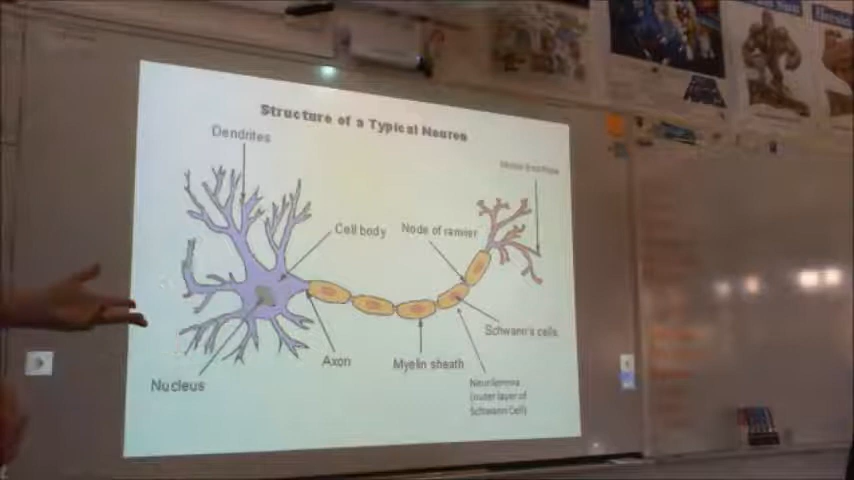 Structure of a Typical Neuron
Dendrites
Cell body
Node of ranvier
Schwann's cells
Axon
Myelin sheath
Nucleus
Neurilemma
(outer layer of
Schwann Cell)